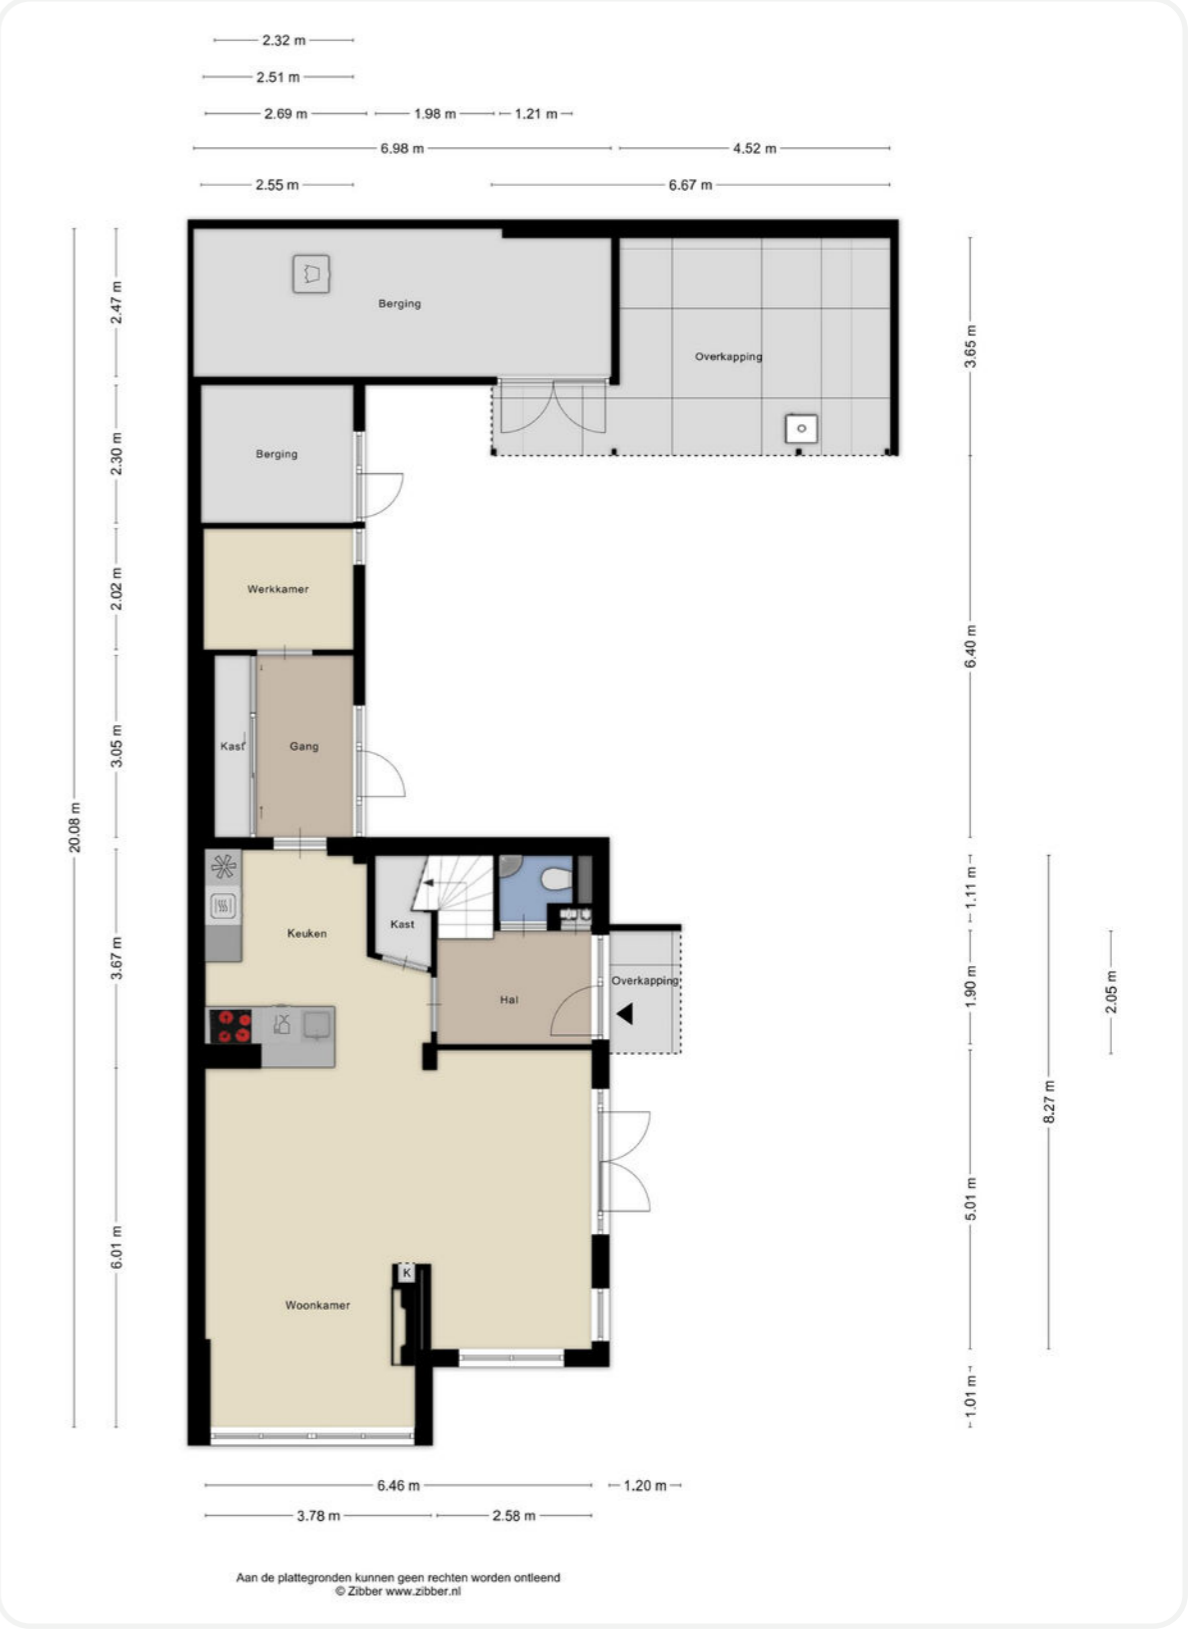 2.32 m
2.51 m
2.69 m
1.98 m
1.21 m
6.98 m
4.52 m
2.55 m
6.67 m
2.47 m
Berging
3.65 m
Overkapping
2.30 m
Berging
2.02 m
Werkkamer
6.40 m
3.05 m
Kast
Gang
20.08 m
3.67 m
Keuken
Kast
1.11 m
Hal
Overkapping
1.90 m
2.05 m
8.27 m
6.01 m
5.01 m
K
Woonkamer
1.01 m
6.46 m
1.20 m
3.78 m
2.58 m
Aan de plattegronden kunnen geen rechten worden ontleend
© Zibber www.zibber.nl